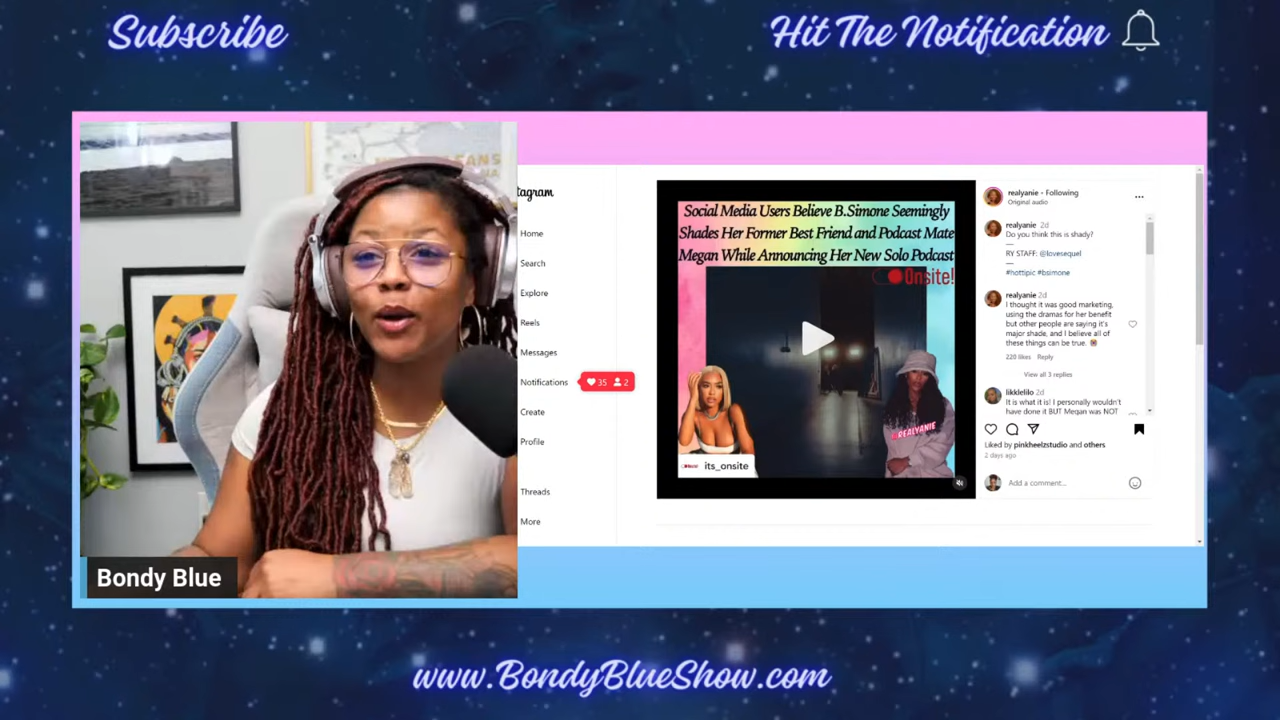 Subscribe
Hit The Notification
tagram
Home
Search
Explore
Reels
Messages
Notifications
35
2
Create
Profile
Threads
More
Social Media Users Believe B.Simone Seemingly
Shades Her Former Best Friend and Podcast Mate
Megan While Announcing Her New Solo Podcast
Onsite!
@REALYANIE
its_onsite
realyanie • Following
Original audio
...
realyanie 2d
Do you think this is shady?
—
RY STAFF: @lovesequel
—
#hottipic #bsimone
realyanie 2d
I thought it was good marketing,
using the dramas for her benefit
but other people are saying it's
major shade, and I believe all of
these things can be true.
220 likes Reply
View all 3 replies
likklelilo 2d
It is what it is! I personally wouldn't
have done it BUT Megan was NOT
Liked by pinkheelzstudio and others
2 days ago
Add a comment...
Bondy Blue
www.BondyBlueShow.com